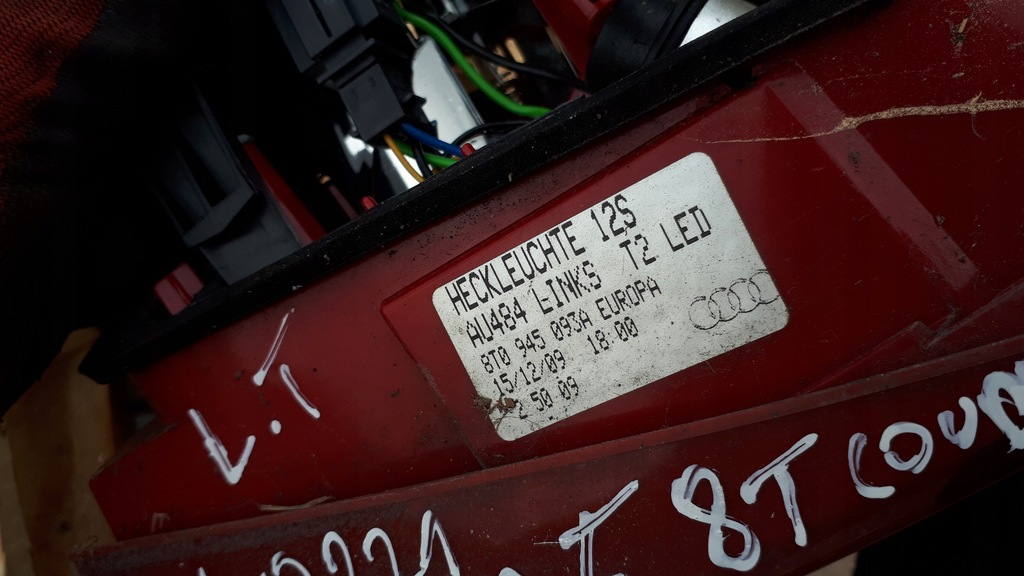 HECKLEUCHTE 12S
AU484 LINKS T2 LED
8T0 945 093A EUROPA
15/12/09 18:00
2 50 09
L.T
8T COUP